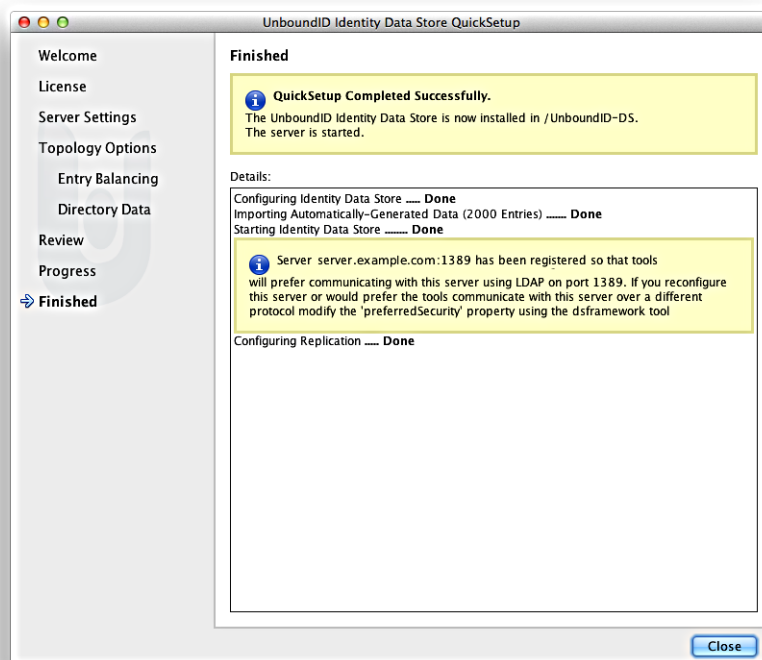 UnboundID Identity Data Store QuickSetup
Welcome
License
Server Settings
Topology Options
Entry Balancing
Directory Data
Review
Progress
Finished
Finished
QuickSetup Completed Successfully.
The UnboundID Identity Data Store is now installed in /UnboundID-DS.
The server is started.
Details:
Configuring Identity Data Store ..... Done
Importing Automatically-Generated Data (2000 Entries) ....... Done
Starting Identity Data Store ........ Done
Server server.example.com:1389 has been registered so that tools
will prefer communicating with this server using LDAP on port 1389. If you reconfigure
this server or would prefer the tools communicate with this server over a different
protocol modify the 'preferredSecurity' property using the dsframework tool
Configuring Replication ..... Done
Close